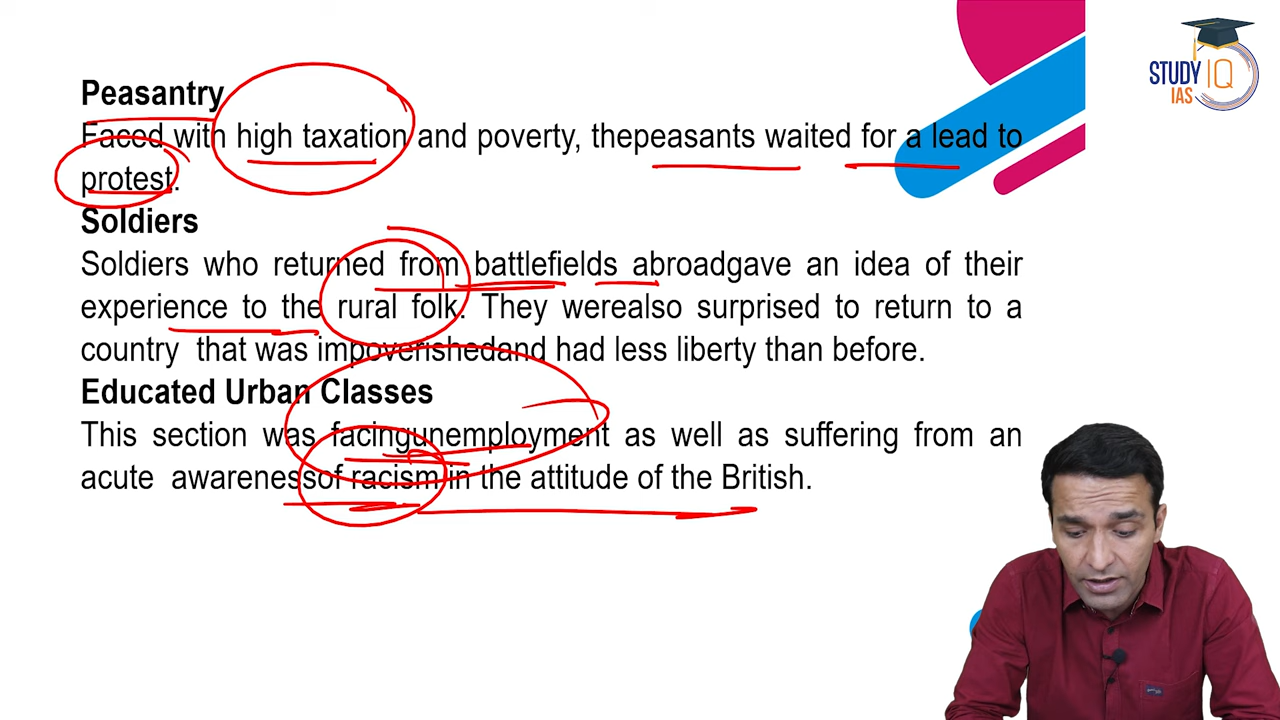 STUDY IQ
IAS
Peasantry
Faced with high taxation and poverty, thepeasants waited for a lead to
protest.
Soldiers
Soldiers who returned from battlefields abroadgave an idea of their
experience to the rural folk. They werealso surprised to return to a
country that was impoverishedand had less liberty than before.
Educated Urban Classes
This section was facingunemployment as well as suffering from an
acute awarenessof racism in the attitude of the British.